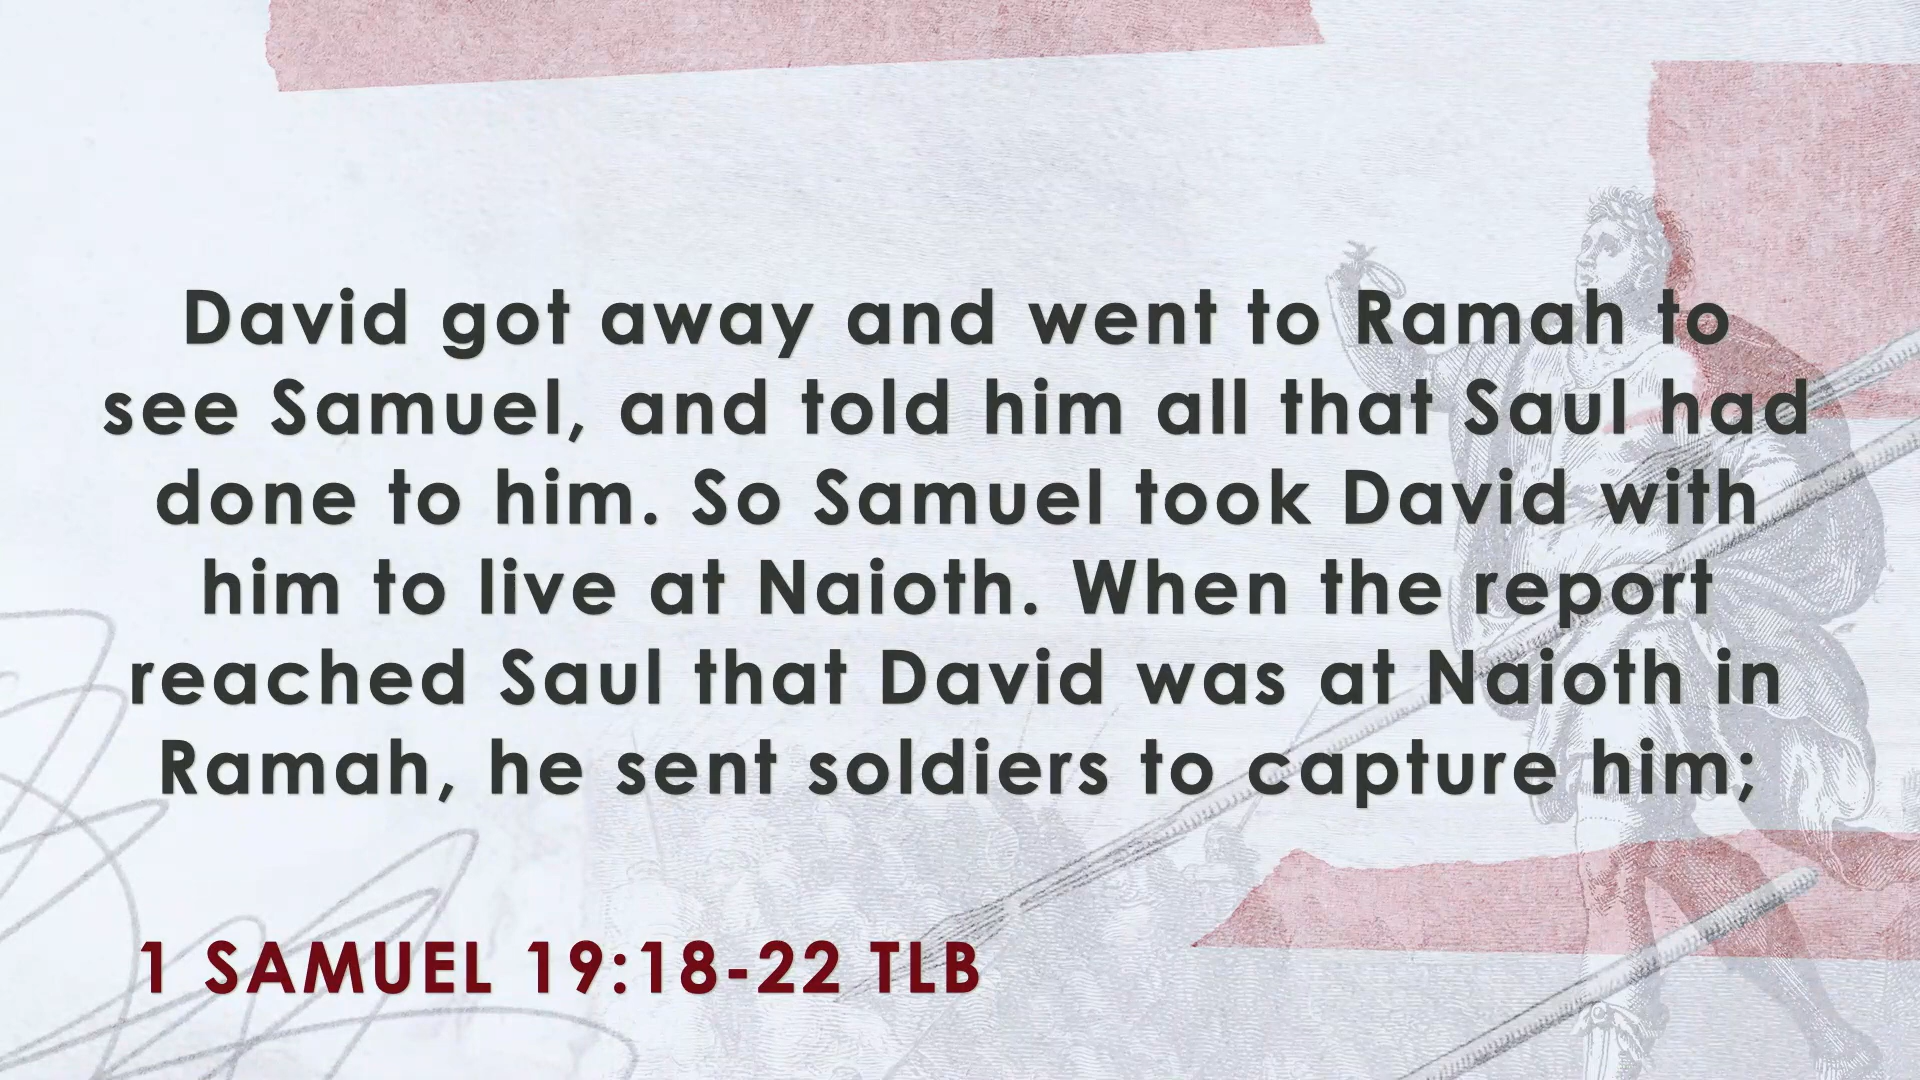 David got away and went to Ramah to
see Samuel, and told him all that Saul had
done to him. So Samuel took David with
him to live at Naioth. When the report
reached Saul that David was at Naioth in
Ramah, he sent soldiers to capture him;
1 SAMUEL 19:18-22 TLB